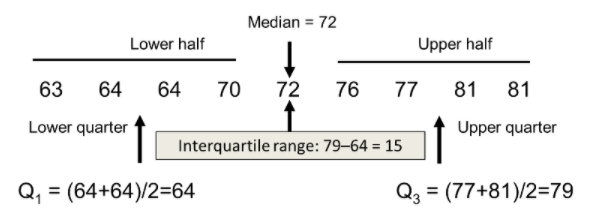 Median = 72
Lower half Upper half
63 64 64 70 72 76 77 81 81
Lower quarter Upper quarter
Interquartile range: 79–64 = 15
Q₁ = (64+64)/2=64 Q₃ = (77+81)/2=79